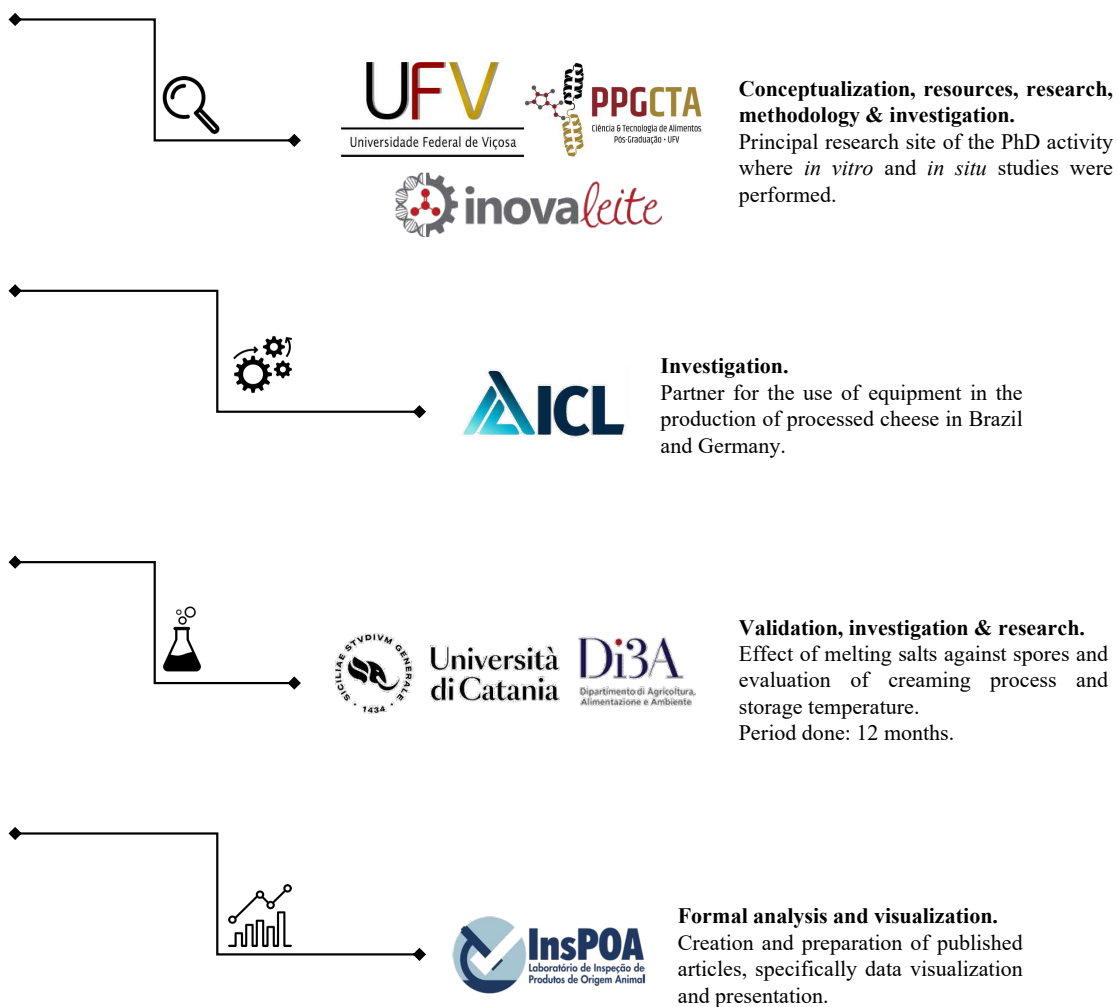 UFV
Universidade Federal de Viçosa
PPGCTA
Ciência & Tecnologia de Alimentos
Pós-Graduação - UFV
inovaleite
Conceptualization, resources, research,
methodology & investigation.
Principal research site of the PhD activity
where in vitro and in situ studies were
performed.
ICL
Investigation.
Partner for the use of equipment in the
production of processed cheese in Brazil
and Germany.
SICILIAE STVDIVM GENERALE
1434
Università
di Catania
Di3A
Dipartimento di Agricoltura,
Alimentazione e Ambiente
Validation, investigation & research.
Effect of melting salts against spores and
evaluation of creaming process and
storage temperature.
Period done: 12 months.
InsPOA
Laboratório de Inspeção de
Produtos de Origem Animal
Formal analysis and visualization.
Creation and preparation of published
articles, specifically data visualization
and presentation.